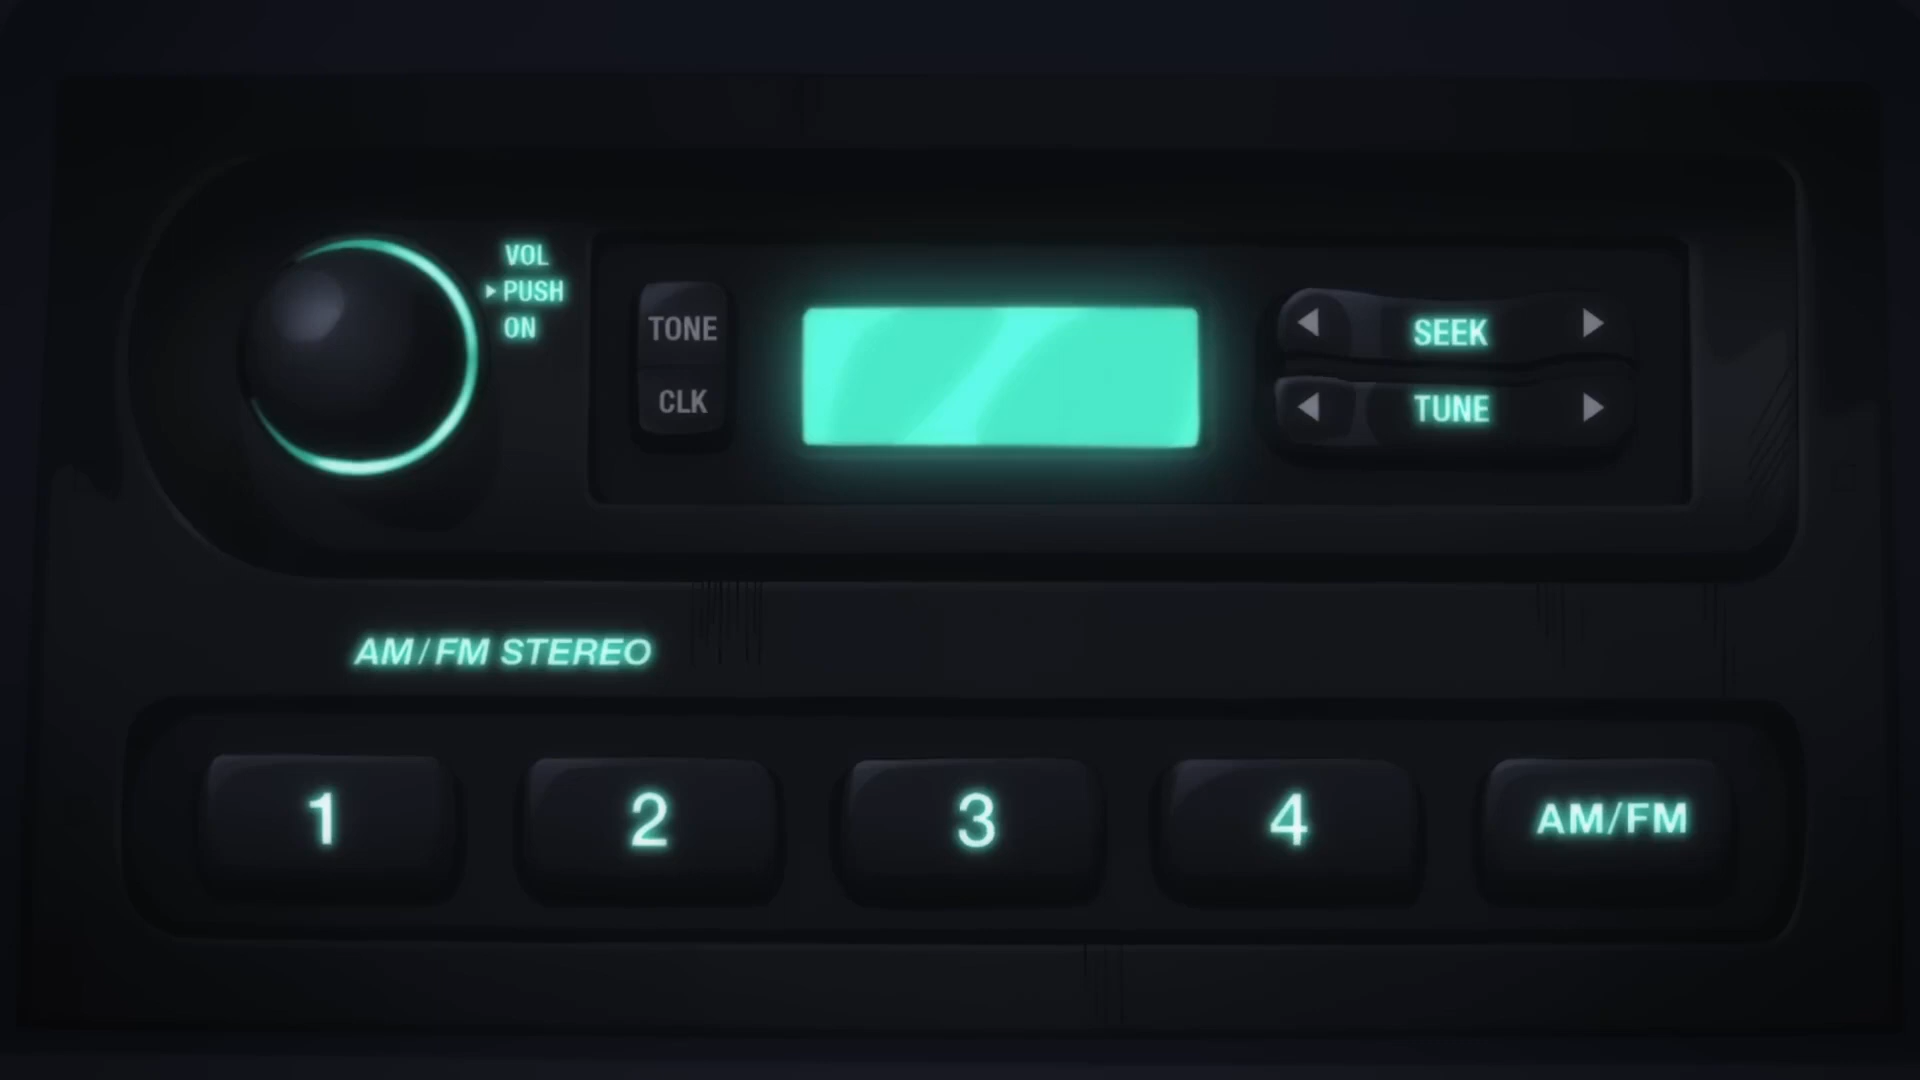 VOL
PUSH
ON
TONE
CLK
SEEK
TUNE
AM/FM STEREO
1 2 3 4 AM/FM